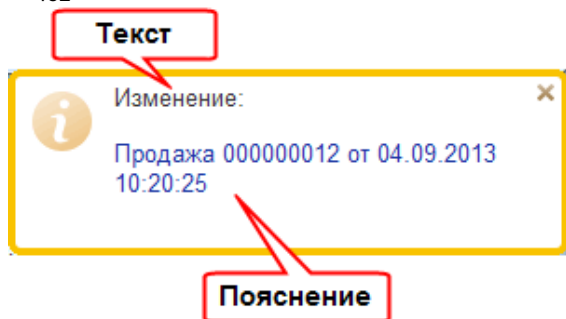 Текст
Изменение:
Продажа 000000012 от 04.09.2013
10:20:25
Пояснение